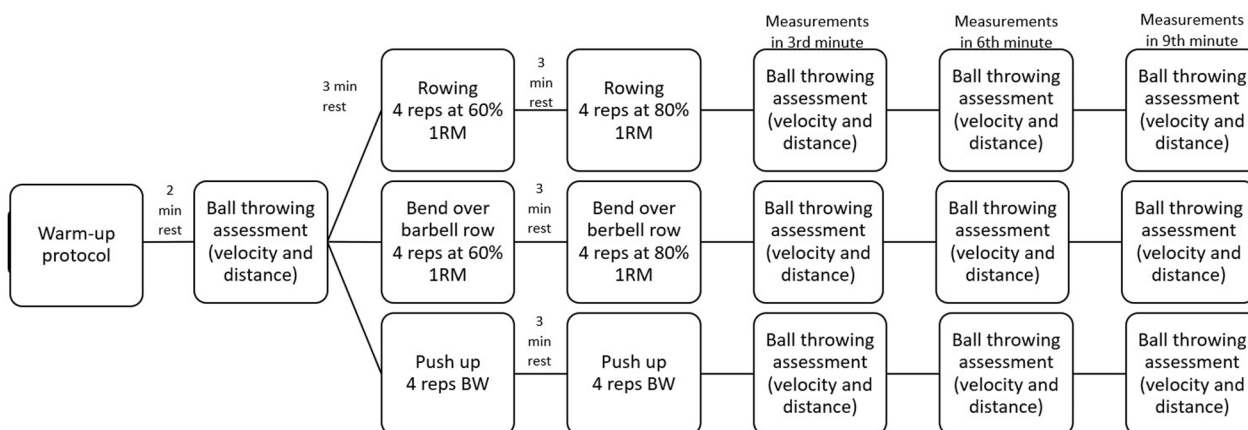 Measurements
in 3rd minute
Measurements
in 6th minute
Measurements
in 9th minute
3 min
rest
Rowing
4 reps at 60%
1RM
3
min
rest
Rowing
4 reps at 80%
1RM
Ball throwing
assessment
(velocity and
distance)
Ball throwing
assessment
(velocity and
distance)
Ball throwing
assessment
(velocity and
distance)
Warm-up
protocol
2
min
rest
Ball throwing
assessment
(velocity and
distance)
Bend over
barbell row
4 reps at 60%
1RM
3
min
rest
Bend over
berbell row
4 reps at 80%
1RM
Ball throwing
assessment
(velocity and
distance)
Ball throwing
assessment
(velocity and
distance)
Ball throwing
assessment
(velocity and
distance)
Push up
4 reps BW
3
min
rest
Push up
4 reps BW
Ball throwing
assessment
(velocity and
distance)
Ball throwing
assessment
(velocity and
distance)
Ball throwing
assessment
(velocity and
distance)